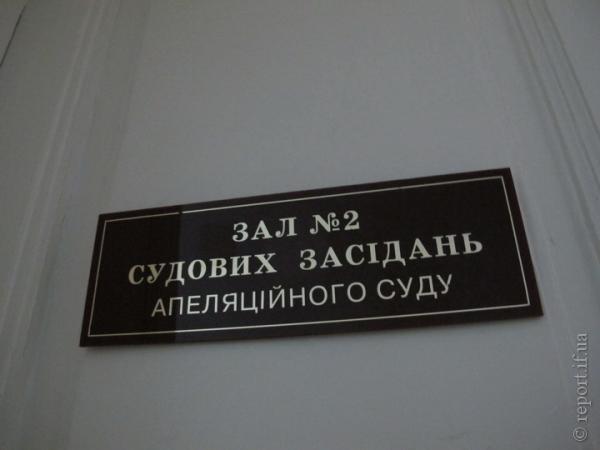 ЗАЛ №2
СУДОВИХ ЗАСІДАНЬ
АПЕЛЯЦІЙНОГО СУДУ
© report.if.ua